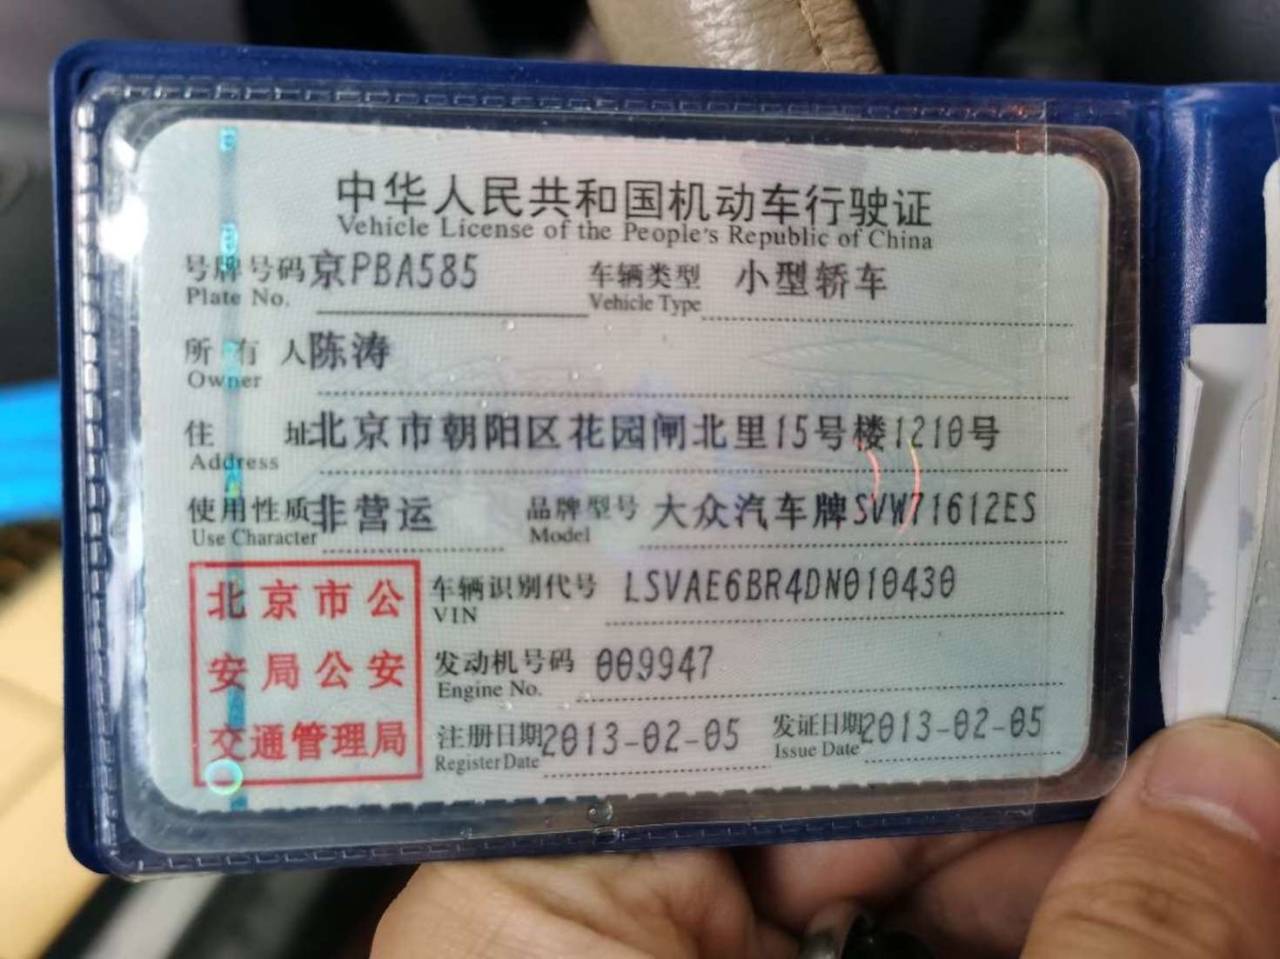 中华人民共和国机动车行驶证
Vehicle License of the People's Republic of China
号牌号码 京PBA585 车辆类型 小型轿车
Plate No. Vehicle Type
所有人 陈涛
Owner
住址 北京市朝阳区花园闸北里15号楼1210号
Address
使用性质 非营运 品牌型号 大众汽车牌SVW71612ES
Use Character Model
北京市公
安局公安
交通管理局
车辆识别代号 LSVAE6BR4DN010430
VIN
发动机号码 009947
Engine No.
注册日期 2013-02-05 发证日期 2013-02-05
Register Date Issue Date